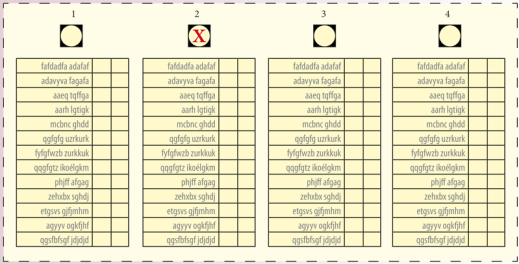 1 2 3 4
X
fafdadfa adafaf fafdadfa adafaf fafdadfa adafaf fafdadfa adafaf
adavyva fagafa adavyva fagafa adavyva fagafa adavyva fagafa
aaeq tqffga aaeq tqffga aaeq tqffga aaeq tqffga
aarh lgtigk aarh lgtigk aarh lgtigk aarh lgtigk
mcbnc ghdd mcbnc ghdd mcbnc ghdd mcbnc ghdd
qgfgfg uzrkurk qgfgfg uzrkurk qgfgfg uzrkurk qgfgfg uzrkurk
fyfgfwzb zurkkuk fyfgfwzb zurkkuk fyfgfwzb zurkkuk fyfgfwzb zurkkuk
qqgfgtz ikoélgkm qqgfgtz ikoélgkm qqgfgtz ikoélgkm qqgfgtz ikoélgkm
phjff afgag phjff afgag phjff afgag phjff afgag
zehxbx sghdj zehxbx sghdj zehxbx sghdj zehxbx sghdj
etgsvs gjfjmhm etgsvs gjfjmhm etgsvs gjfjmhm etgsvs gjfjmhm
agyyv ogkfjhf agyyv ogkfjhf agyyv ogkfjhf agyyv ogkfjhf
qgsfbfsgf jdjdjd qgsfbfsgf jdjdjd qgsfbfsgf jdjdjd qgsfbfsgf jdjdjd